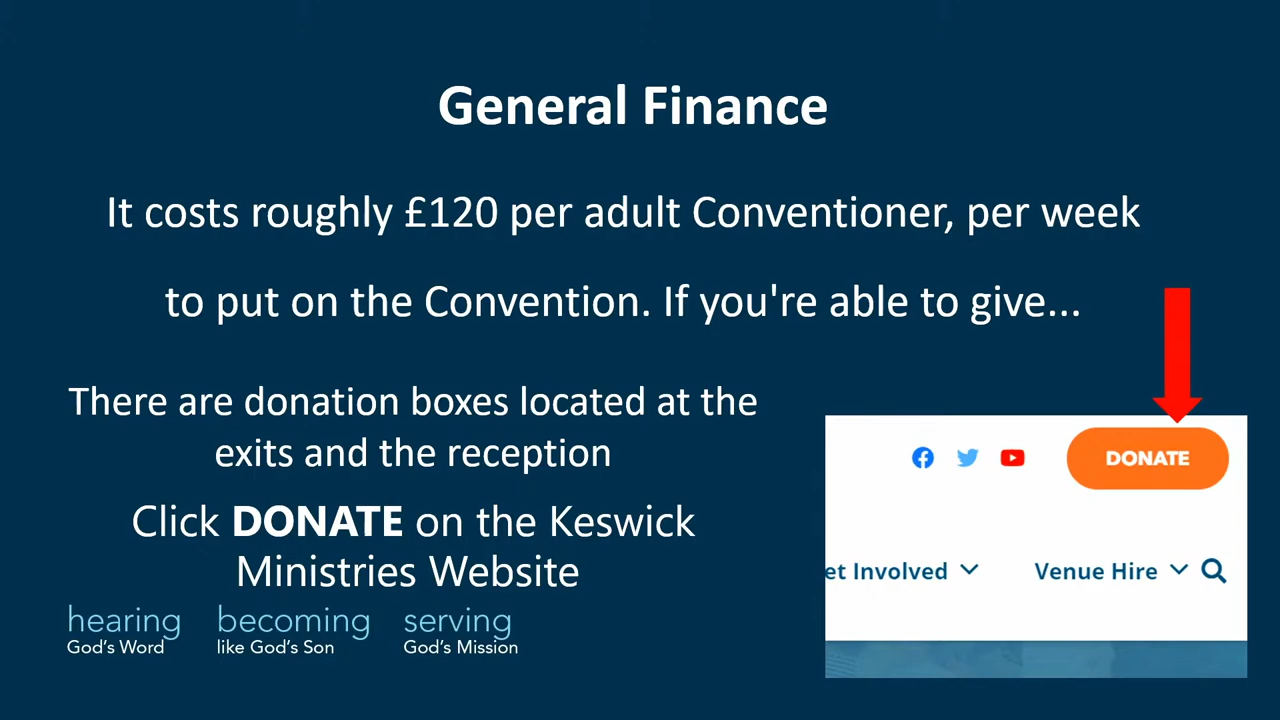 General Finance
It costs roughly £120 per adult Conventioner, per week
to put on the Convention. If you're able to give...
There are donation boxes located at the
exits and the reception
Click DONATE on the Keswick
Ministries Website
hearing becoming serving
God's Word like God's Son God's Mission
DONATE
et Involved Venue Hire